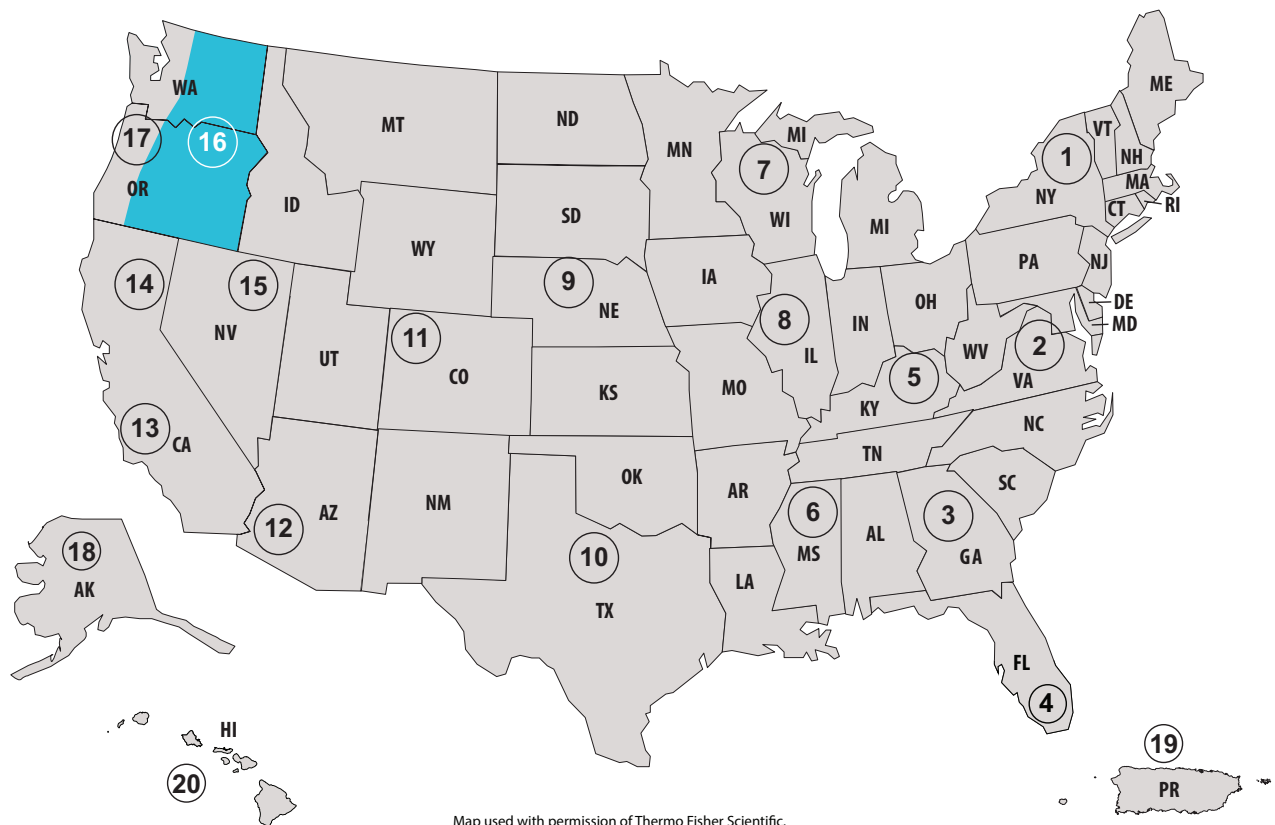 ME
WA
VT
ND
MT
MI
17
16
MN
7
1
NH
MA
OR
NY
CT
RI
ID
SD
WI
MI
WY
PA
NJ
14
15
9
IA
OH
DE
NE
8
IN
MD
NV
11
WV
2
UT
IL
5
VA
CO
KS
MO
KY
13
NC
CA
TN
OK
SC
AR
NM
AZ
6
3
12
AL
18
10
MS
GA
LA
AK
TX
FL
4
HI
19
20
PR
Map used with permission of Thermo Fisher Scientific.